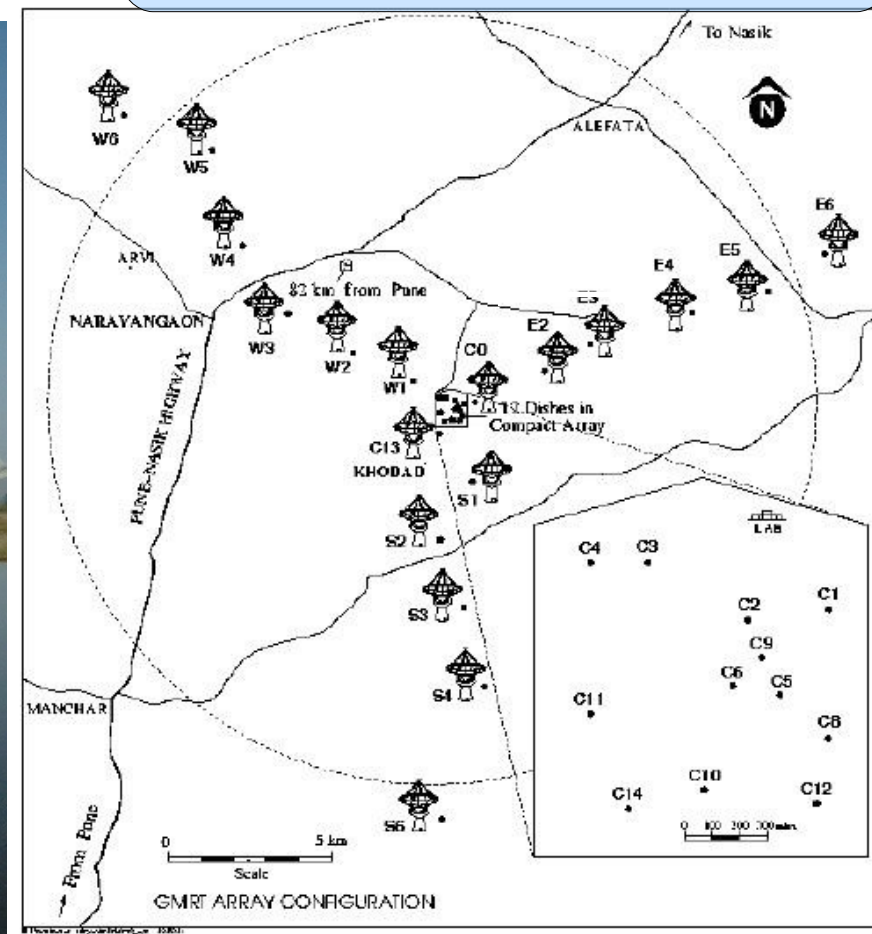 To Nasik
N
ALEFATA
W6
W5
W4
ARVI
E6
E5
E4
E3
E2
82 km from Pune
NARAYANGAON
W3
W2
W1
C0
12 Dishes in
Compact Array
C13
KHODAD
PUNE-NASIK HIGHWAY
S1
S2
S3
S4
S6
LAB
C4
C3
C1
C2
C9
C6
C5
C11
C8
C10
C14
C12
0 100 200 300
MANCHAR
From Pune
0 5 km
Scale
GMRT ARRAY CONFIGURATION